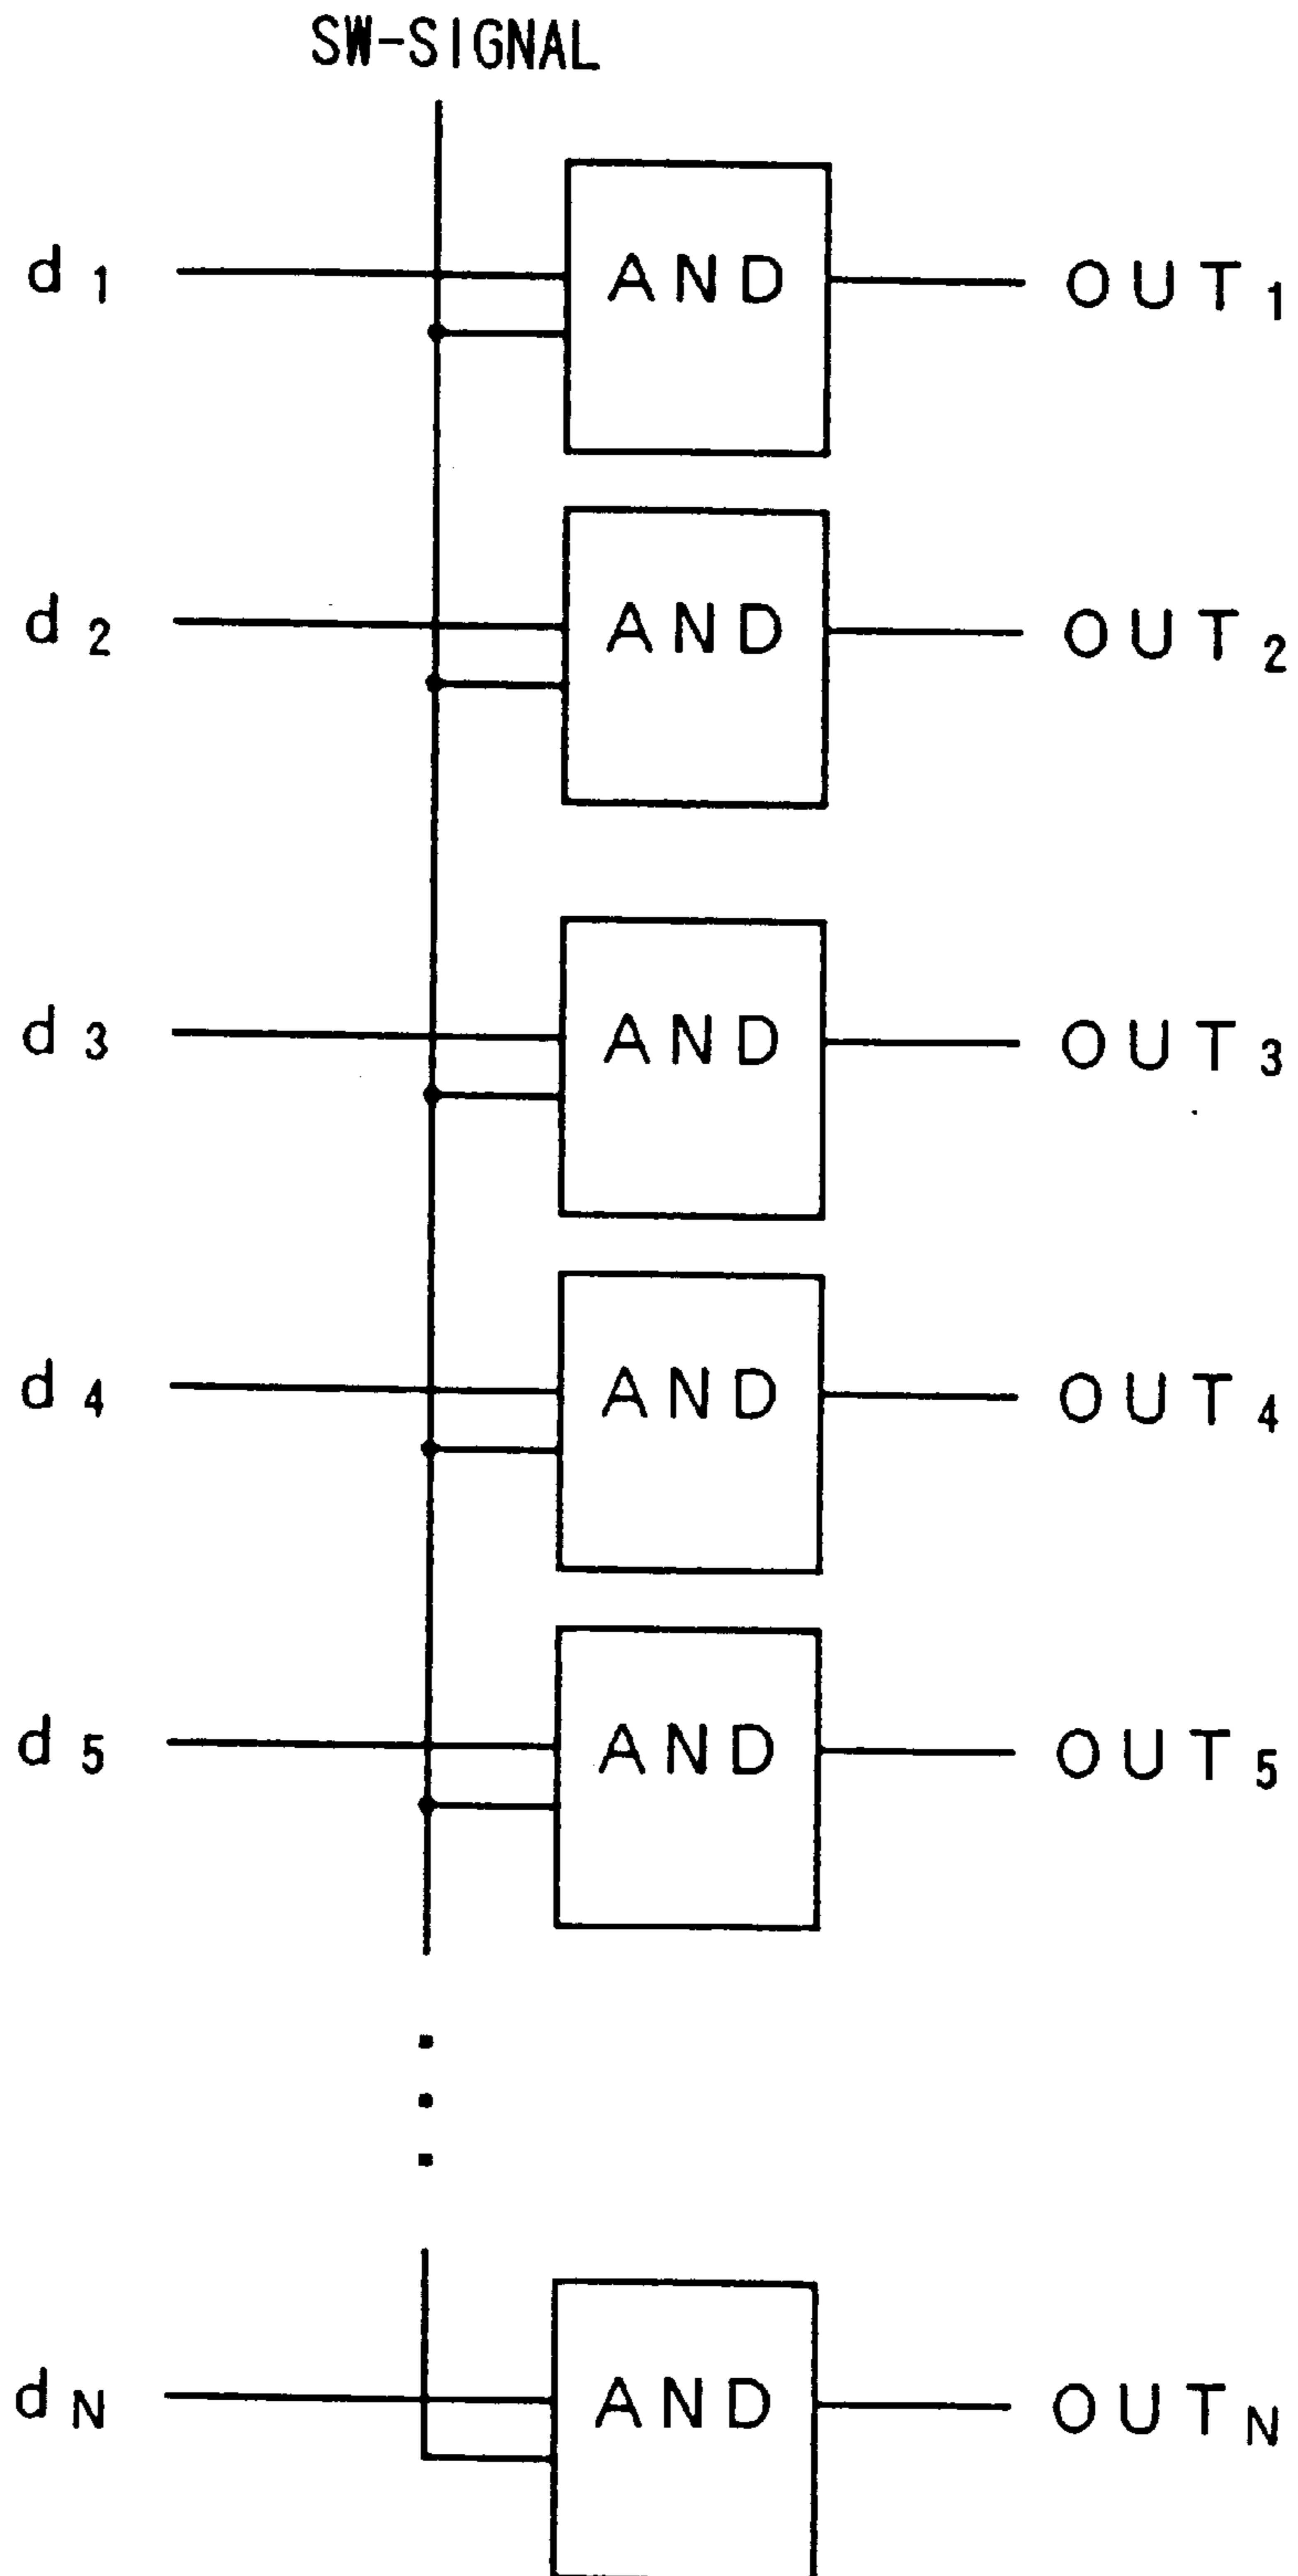 SW-SIGNAL
d1 AND OUT1
d2 AND OUT2
d3 AND OUT3
d4 AND OUT4
d5 AND OUT5
dN AND OUTN